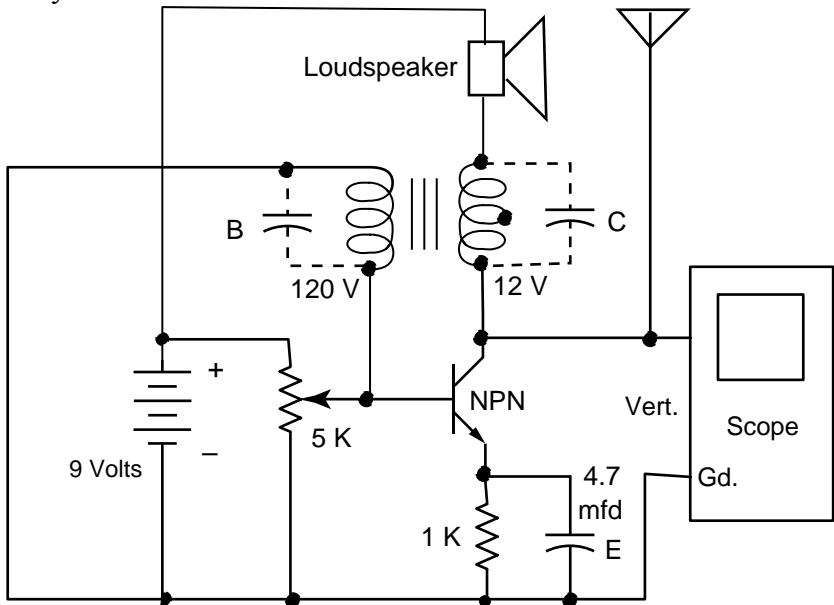 Loudspeaker
B
C
120 V
12 V
+
NPN
Vert.
Scope
5 K
–
9 Volts
4.7
mfd
Gd.
1 K
E